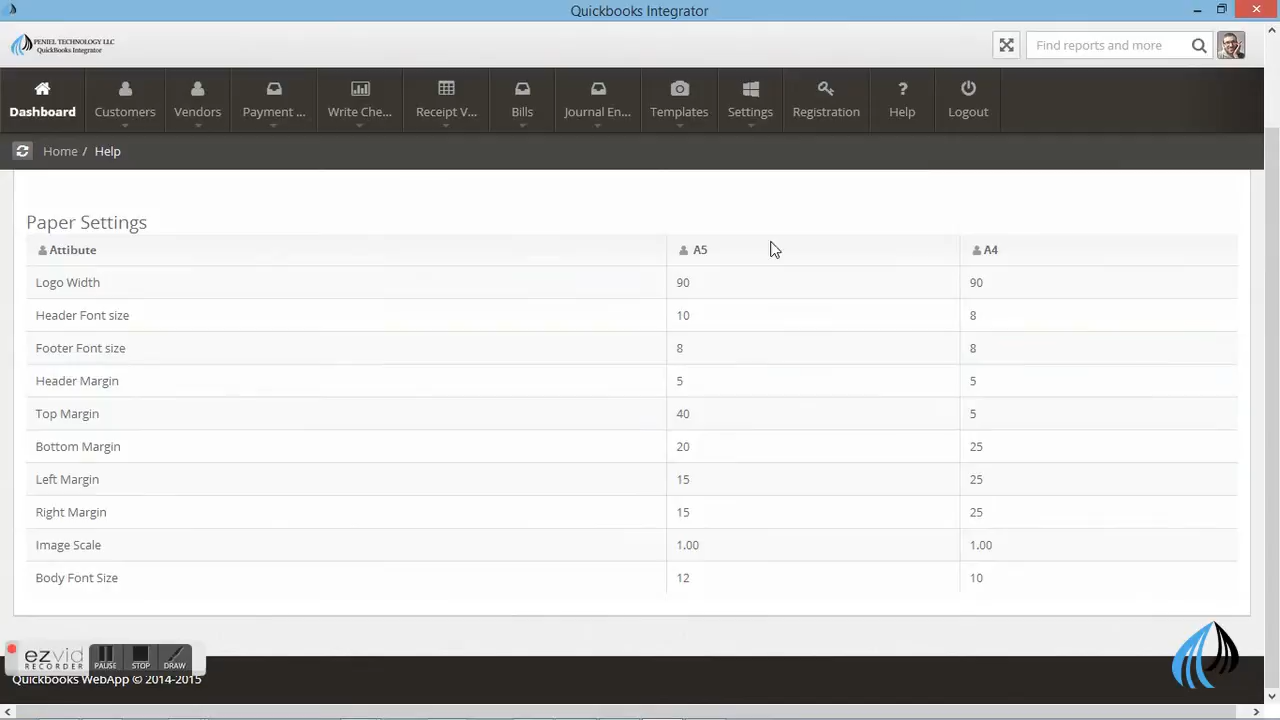 Quickbooks Integrator
PENIEL TECHNOLOGY LLC
QuickBooks Integrator
Find reports and more
Dashboard Customers Vendors Payment ... Write Che... Receipt V... Bills Journal En... Templates Settings Registration Help Logout
Home / Help
Paper Settings
Attibute A5 A4
Logo Width 90 90
Header Font size 10 8
Footer Font size 8 8
Header Margin 5 5
Top Margin 40 5
Bottom Margin 20 25
Left Margin 15 25
Right Margin 15 25
Image Scale 1.00 1.00
Body Font Size 12 10
ezvid
RECORDER
PAUSE STOP DRAW
Quickbooks WebApp © 2014-2015